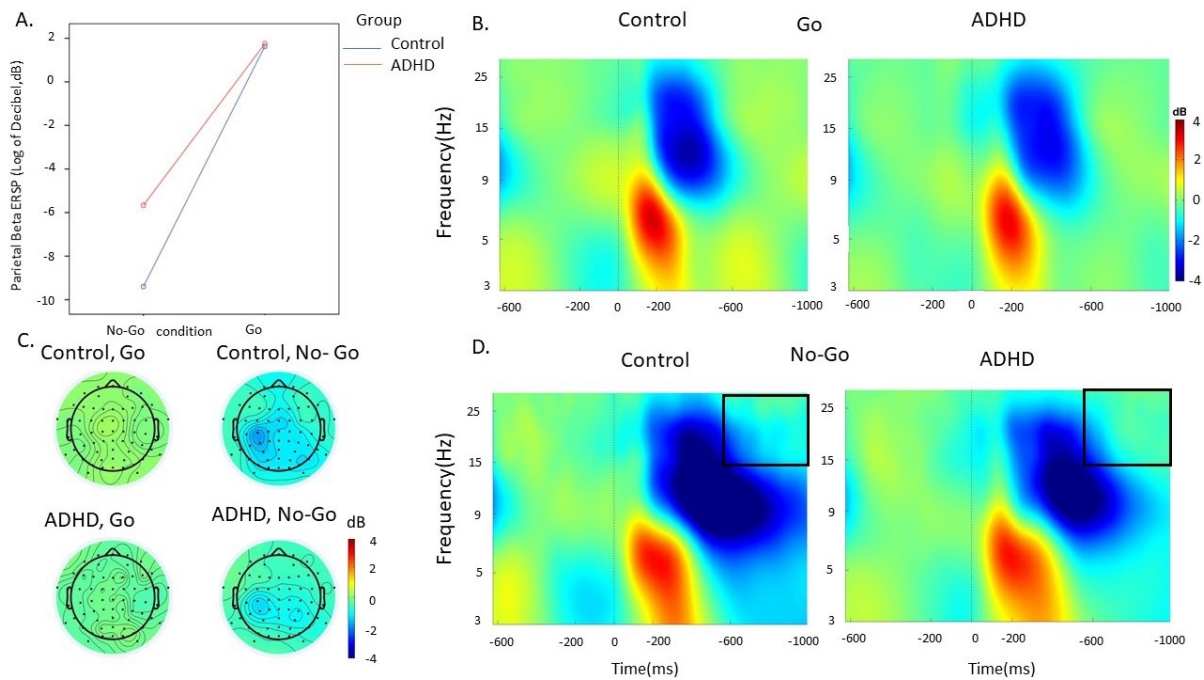 A.
Group
Control
ADHD
2
0
-2
-4
-6
-8
-10
Parietal Beta ERSP (Log of Decibel,dB)
No-Go condition Go
B.
Control Go ADHD
Frequency(Hz)
25
15
9
5
3
-600 -400 -200 0 -200 -600 -1000
25
15
9
5
3
-600 -400 -200 0 -200 -600 -1000
dB
4
2
0
-2
-4
C.
Control, Go Control, No- Go
ADHD, Go ADHD, No-Go
dB
4
2
0
-2
-4
D.
Control No-Go ADHD
Frequency(Hz)
25
15
9
5
3
-600 -400 -200 0 -200 -600 -1000
Time(ms)
25
15
9
5
3
-600 -400 -200 0 -200 -600 -1000
Time(ms)